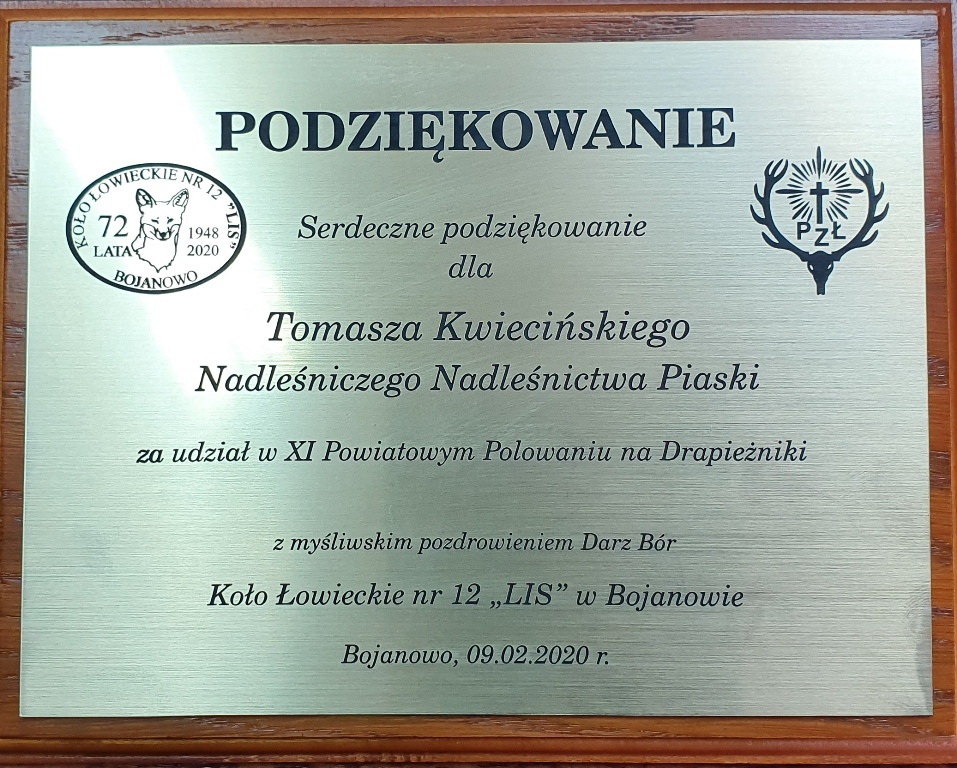 PODZIĘKOWANIE
KOŁO ŁOWIECKIE NR 12 „LIS”
72
LATA
1948
2020
BOJANOWO
PZŁ
Serdeczne podziękowanie
dla
Tomasza Kwiecińskiego
Nadleśniczego Nadleśnictwa Piaski
za udział w XI Powiatowym Polowaniu na Drapieżniki
z myśliwskim pozdrowieniem Darz Bór
Koło Łowieckie nr 12 „LIS” w Bojanowie
Bojanowo, 09.02.2020 r.